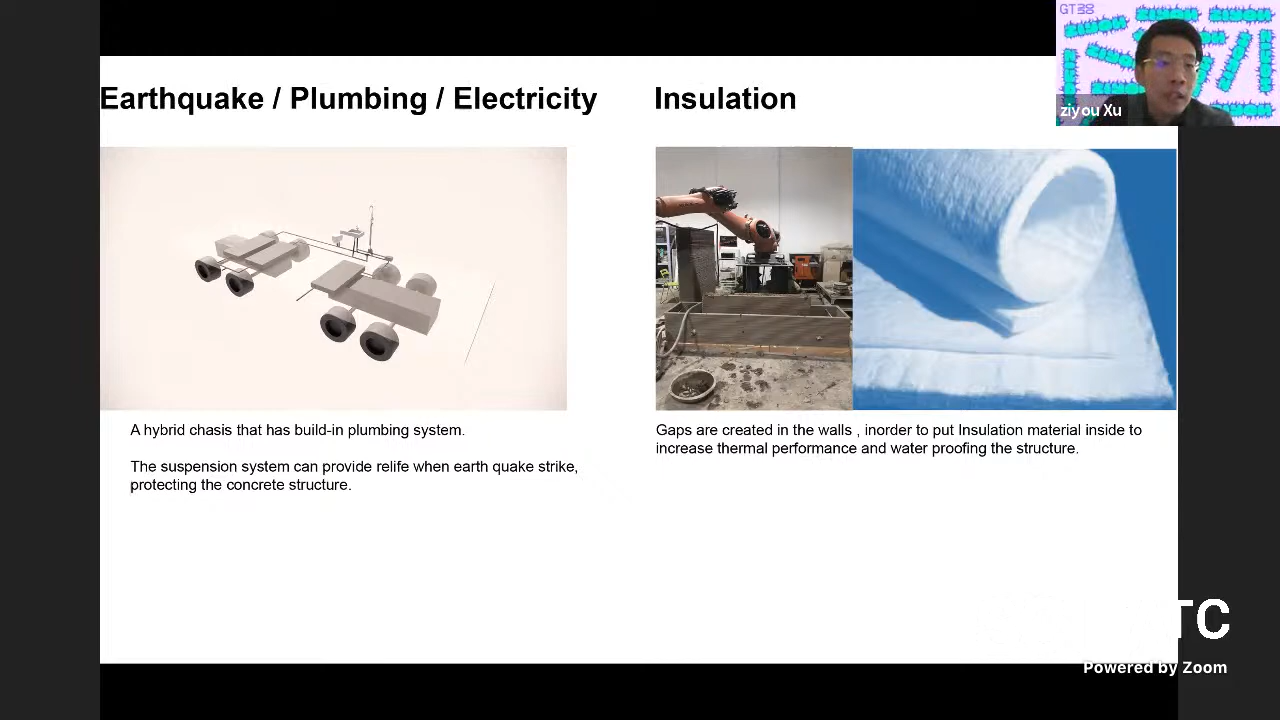 Earthquake / Plumbing / Electricity
Insulation
A hybrid chasis that has build-in plumbing system.
The suspension system can provide relife when earth quake strike,
protecting the concrete structure.
Gaps are created in the walls , inorder to put Insulation material inside to
increase thermal performance and water proofing the structure.
ziyou Xu
TC
Powered by Zoom